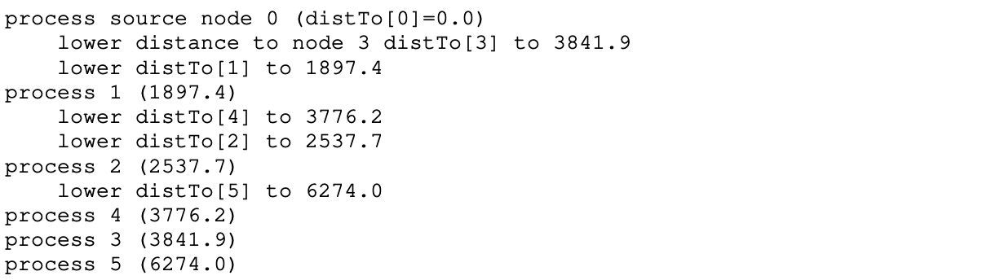 process source node 0 (distTo[0]=0.0)
    lower distance to node 3 distTo[3] to 3841.9
    lower distTo[1] to 1897.4
process 1 (1897.4)
    lower distTo[4] to 3776.2
    lower distTo[2] to 2537.7
process 2 (2537.7)
    lower distTo[5] to 6274.0
process 4 (3776.2)
process 3 (3841.9)
process 5 (6274.0)